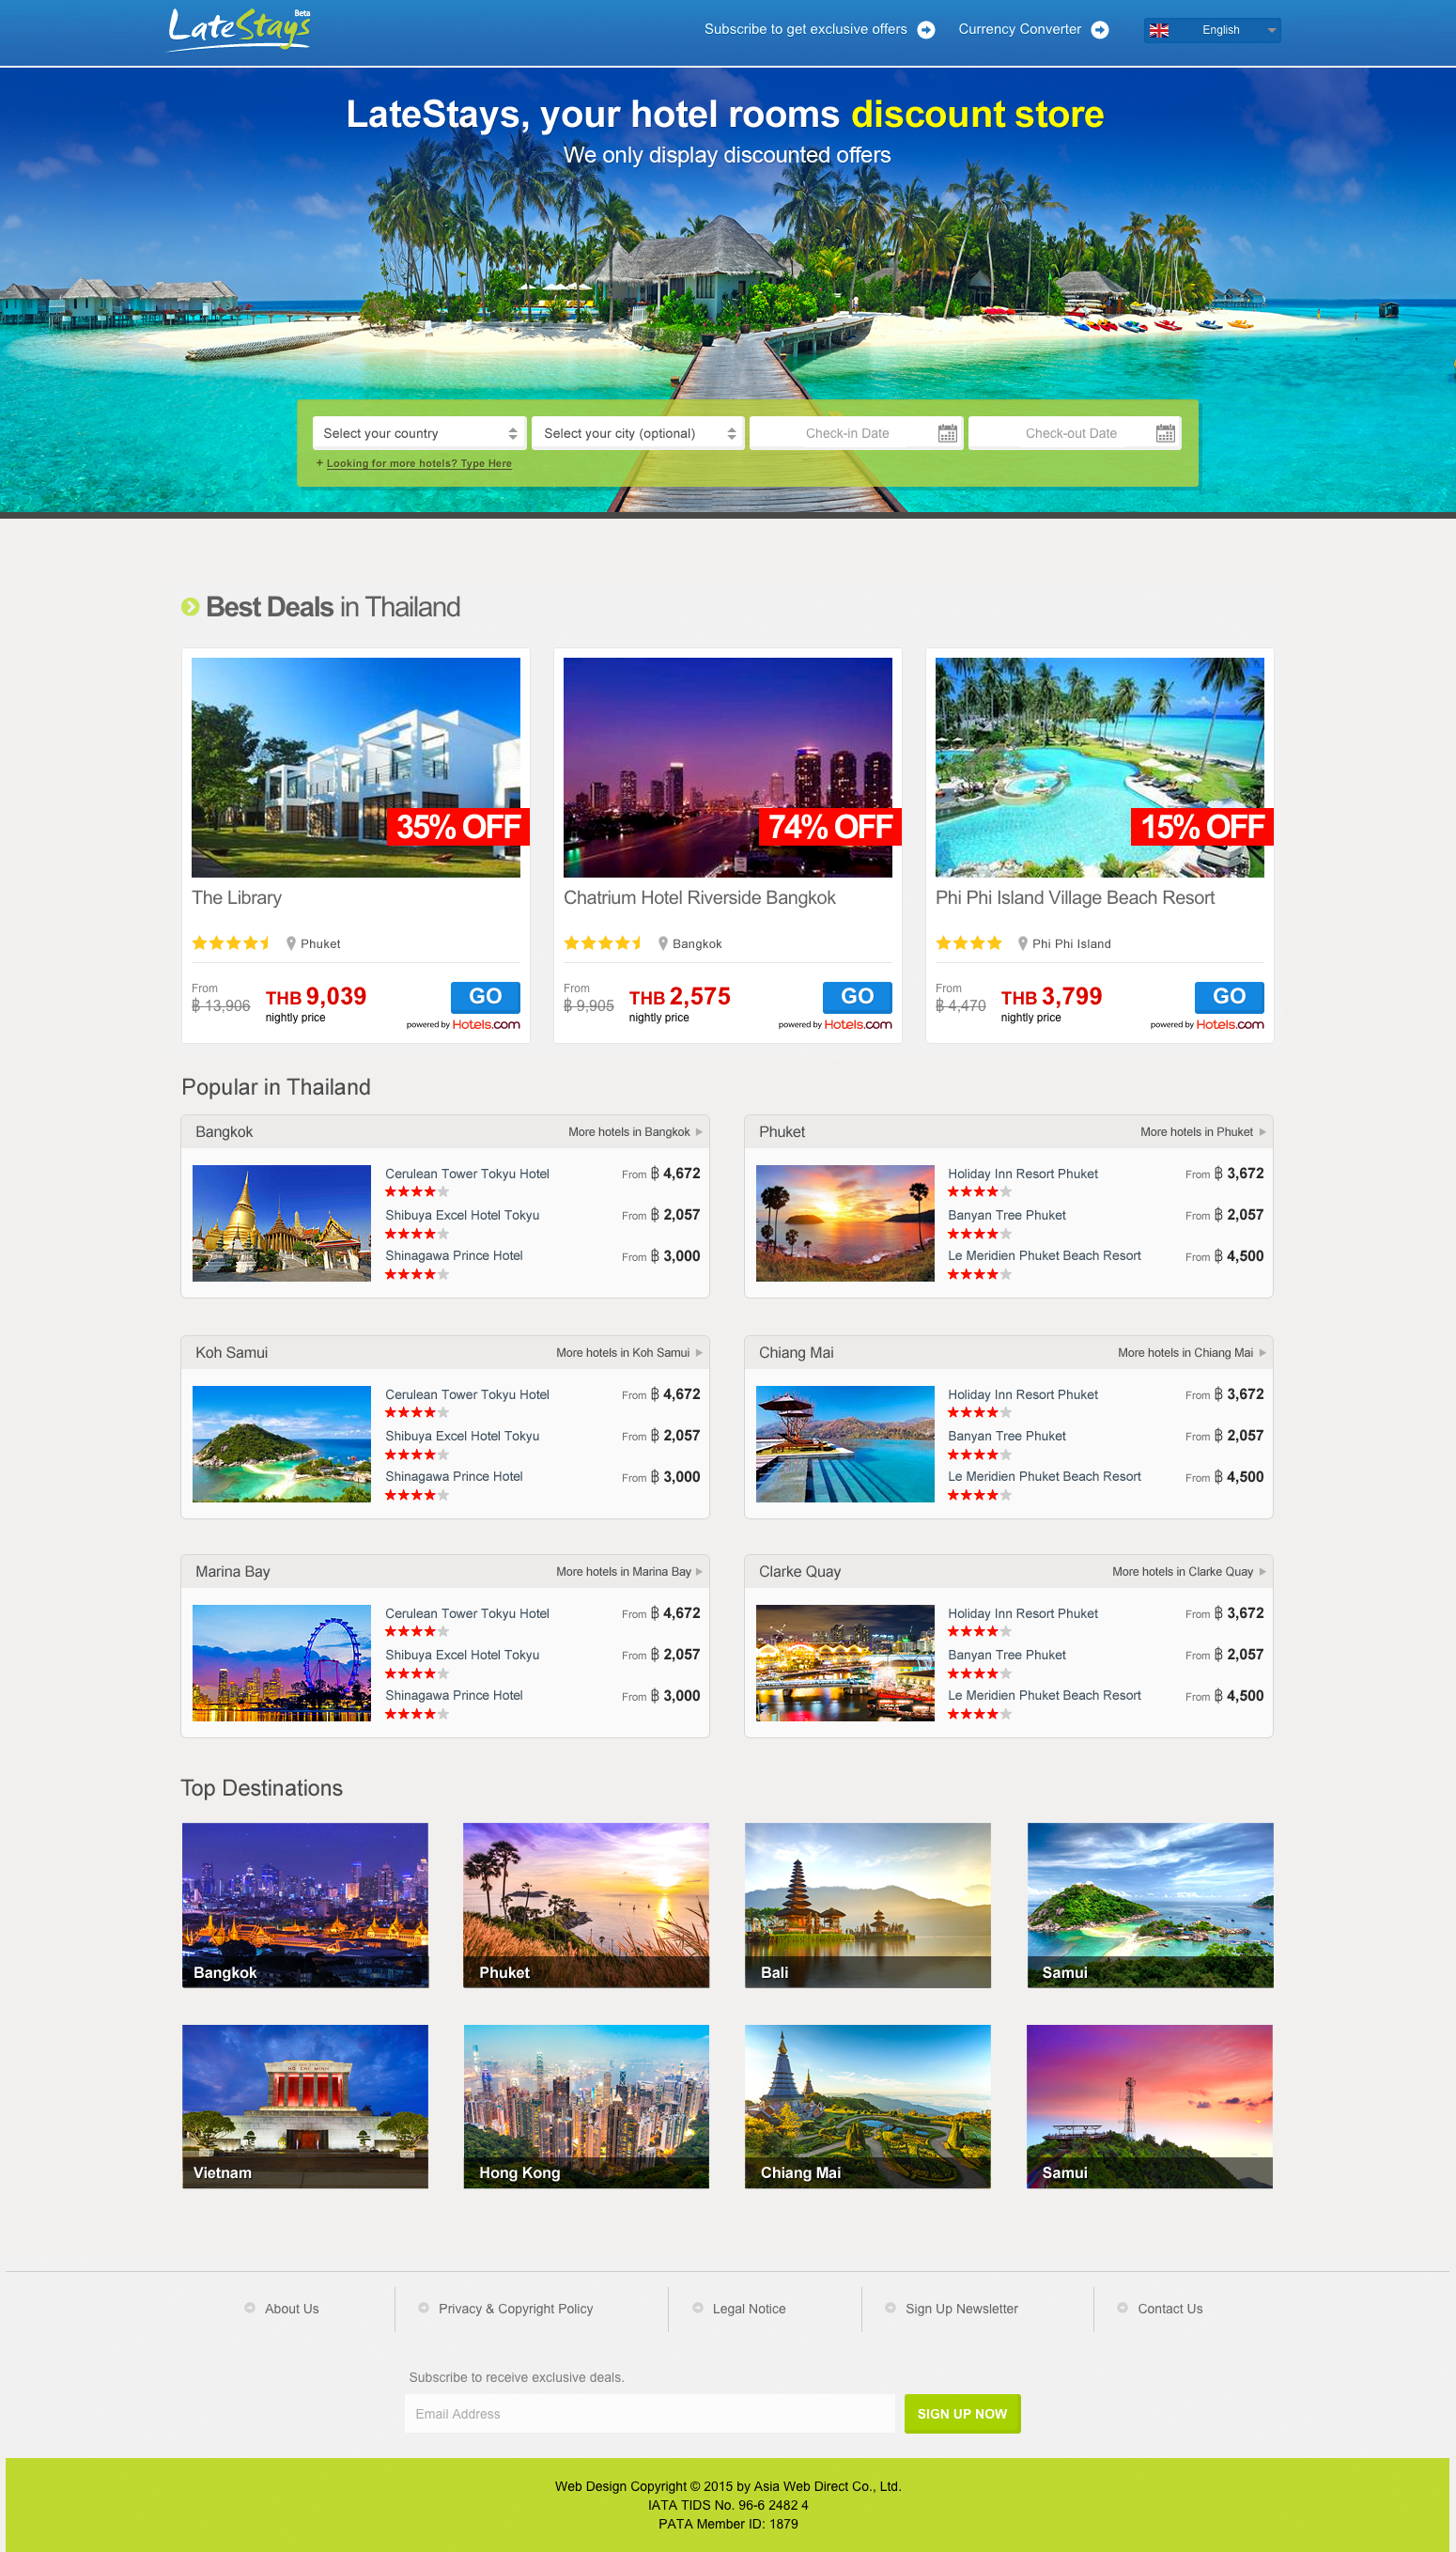 LateStays Beta
Subscribe to get exclusive offers
Currency Converter
English
LateStays, your hotel rooms discount store
We only display discounted offers
Select your country
Select your city (optional)
Check-in Date
Check-out Date
+ Looking for more hotels? Type Here
Best Deals in Thailand
35% OFF
The Library
Phuket
From
฿ 13,906
THB 9,039
nightly price
GO
powered by Hotels.com
74% OFF
Chatrium Hotel Riverside Bangkok
Bangkok
From
฿ 9,905
THB 2,575
nightly price
GO
powered by Hotels.com
15% OFF
Phi Phi Island Village Beach Resort
Phi Phi Island
From
฿ 4,470
THB 3,799
nightly price
GO
powered by Hotels.com
Popular in Thailand
Bangkok
More hotels in Bangkok
Cerulean Tower Tokyu Hotel From ฿ 4,672
Shibuya Excel Hotel Tokyu From ฿ 2,057
Shinagawa Prince Hotel From ฿ 3,000
Phuket
More hotels in Phuket
Holiday Inn Resort Phuket From ฿ 3,672
Banyan Tree Phuket From ฿ 2,057
Le Meridien Phuket Beach Resort From ฿ 4,500
Koh Samui
More hotels in Koh Samui
Cerulean Tower Tokyu Hotel From ฿ 4,672
Shibuya Excel Hotel Tokyu From ฿ 2,057
Shinagawa Prince Hotel From ฿ 3,000
Chiang Mai
More hotels in Chiang Mai
Holiday Inn Resort Phuket From ฿ 3,672
Banyan Tree Phuket From ฿ 2,057
Le Meridien Phuket Beach Resort From ฿ 4,500
Marina Bay
More hotels in Marina Bay
Cerulean Tower Tokyu Hotel From ฿ 4,672
Shibuya Excel Hotel Tokyu From ฿ 2,057
Shinagawa Prince Hotel From ฿ 3,000
Clarke Quay
More hotels in Clarke Quay
Holiday Inn Resort Phuket From ฿ 3,672
Banyan Tree Phuket From ฿ 2,057
Le Meridien Phuket Beach Resort From ฿ 4,500
Top Destinations
Bangkok
Phuket
Bali
Samui
HO-CHI-MINH
Vietnam
Hong Kong
Chiang Mai
Samui
About Us
Privacy & Copyright Policy
Legal Notice
Sign Up Newsletter
Contact Us
Subscribe to receive exclusive deals.
Email Address
SIGN UP NOW
Web Design Copyright © 2015 by Asia Web Direct Co., Ltd.
IATA TIDS No. 96-6 2482 4
PATA Member ID: 1879